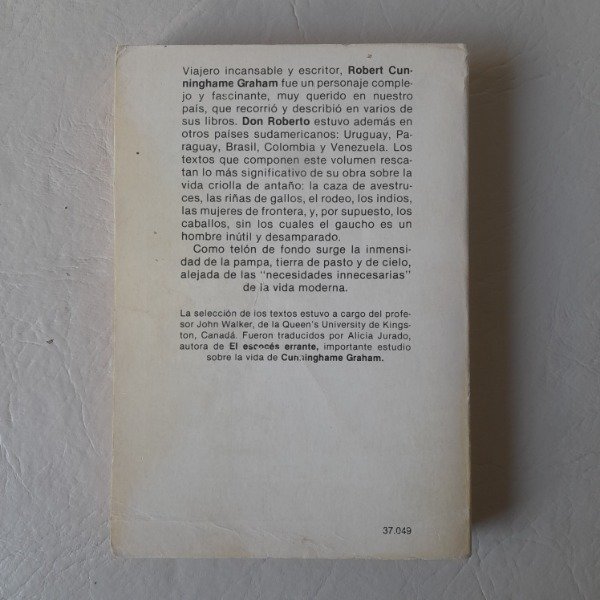 Viajero incansable y escritor, Robert Cun-
ninghame Graham fue un personaje comple-
jo y fascinante, muy querido en nuestro
país, que recorrió y describió en varios de
sus libros. Don Roberto estuvo además en
otros países sudamericanos: Uruguay, Pa-
raguay, Brasil, Colombia y Venezuela. Los
textos que componen este volumen resca-
tan lo más significativo de su obra sobre la
vida criolla de antaño: la caza de avestru-
ces, las riñas de gallos, el rodeo, los indios,
las mujeres de frontera, y, por supuesto, los
caballos, sin los cuales el gaucho es un
hombre inútil y desamparado.
Como telón de fondo surge la inmensi-
dad de la pampa, tierra de pasto y de cielo,
alejada de las "necesidades innecesarias"
de la vida moderna.
La selección de los textos estuvo a cargo del profe-
sor John Walker, de la Queen's University de Kings-
ton, Canadá. Fueron traducidos por Alicia Jurado,
autora de El escocés errante, importante estudio
sobre la vida de Cunninghame Graham.
37.049